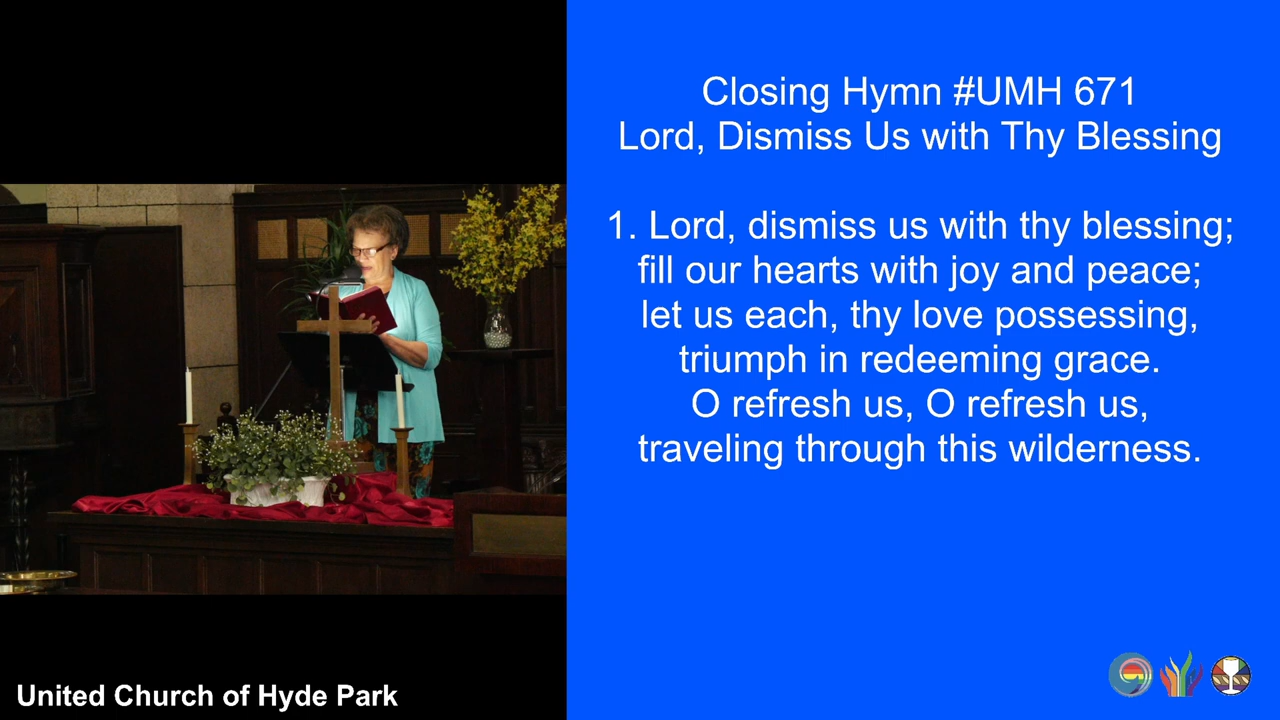 Closing Hymn #UMH 671
Lord, Dismiss Us with Thy Blessing
1. Lord, dismiss us with thy blessing;
fill our hearts with joy and peace;
let us each, thy love possessing,
triumph in redeeming grace.
O refresh us, O refresh us,
traveling through this wilderness.
United Church of Hyde Park